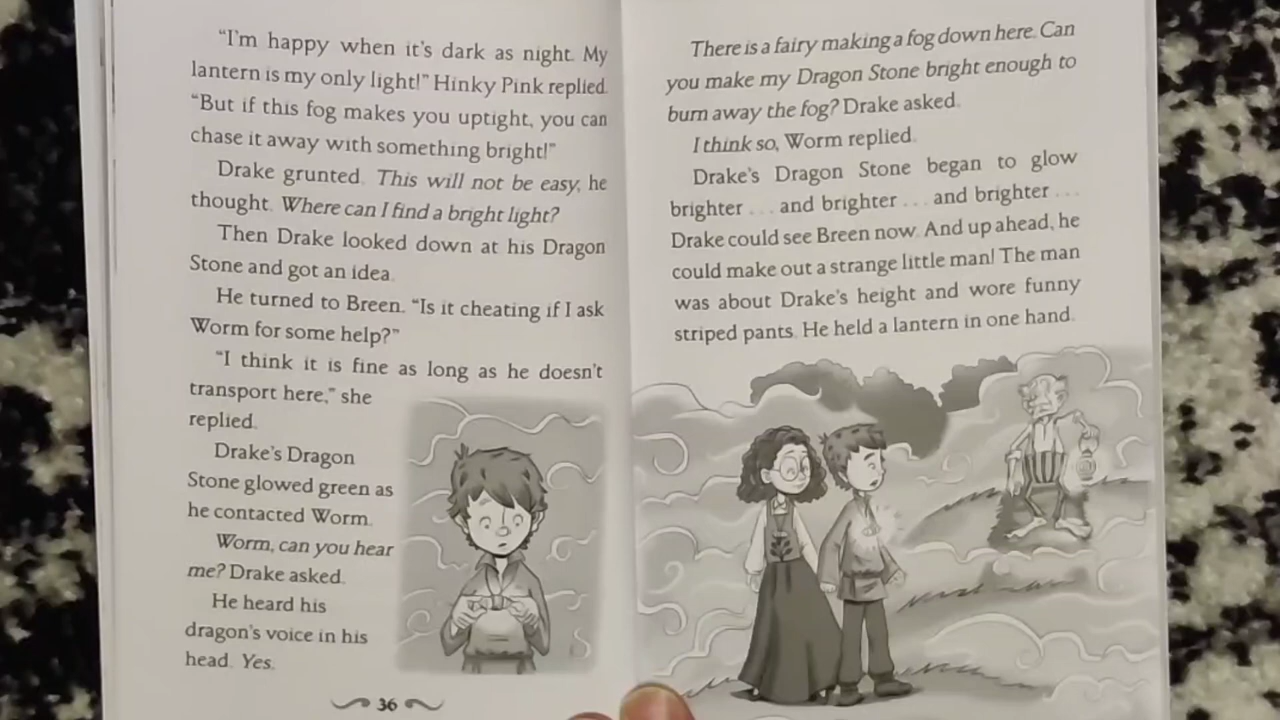 “I’m happy when it’s dark as night. My
lantern is my only light!” Hinky Pink replied.
“But if this fog makes you uptight, you can
chase it away with something bright!”
Drake grunted. This will not be easy, he
thought. Where can I find a bright light?
Then Drake looked down at his Dragon
Stone and got an idea.
He turned to Breen. “Is it cheating if I ask
Worm for some help?”
“I think it is fine as long as he doesn’t
transport here,” she
replied.
Drake’s Dragon
Stone glowed green as
he contacted Worm.
Worm, can you hear
me? Drake asked.
He heard his
dragon’s voice in his
head. Yes.
36
There is a fairy making a fog down here. Can
you make my Dragon Stone bright enough to
burn away the fog? Drake asked.
I think so, Worm replied.
Drake’s Dragon Stone began to glow
brighter . . . and brighter . . . and brighter . . .
Drake could see Breen now. And up ahead, he
could make out a strange little man! The man
was about Drake’s height and wore funny
striped pants. He held a lantern in one hand.